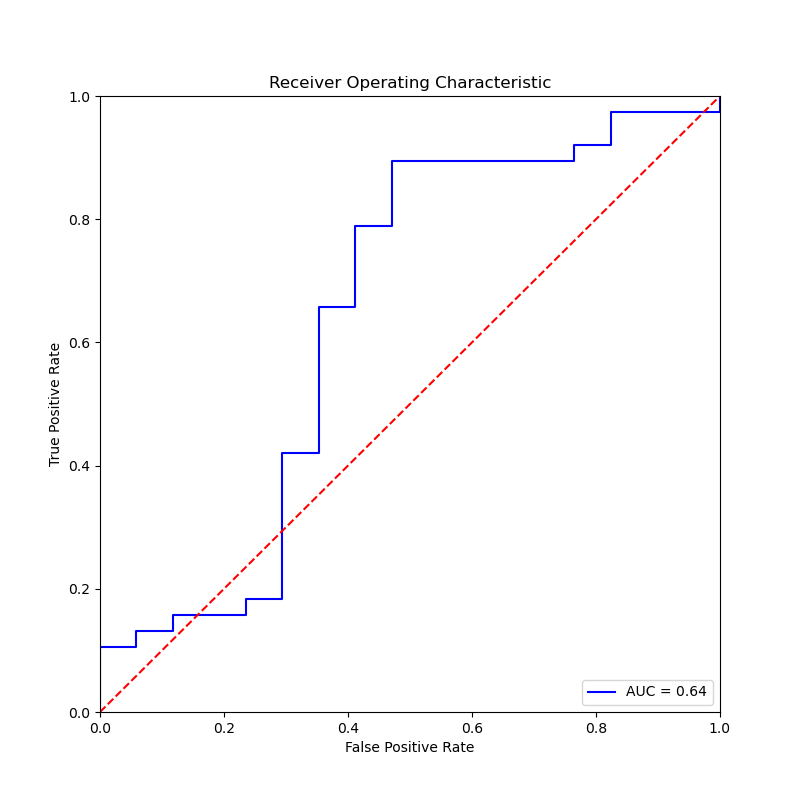 Receiver Operating Characteristic
1.0
0.8
0.6
0.4
0.2
0.0
True Positive Rate
AUC = 0.64
0.0 0.2 0.4 0.6 0.8 1.0
False Positive Rate